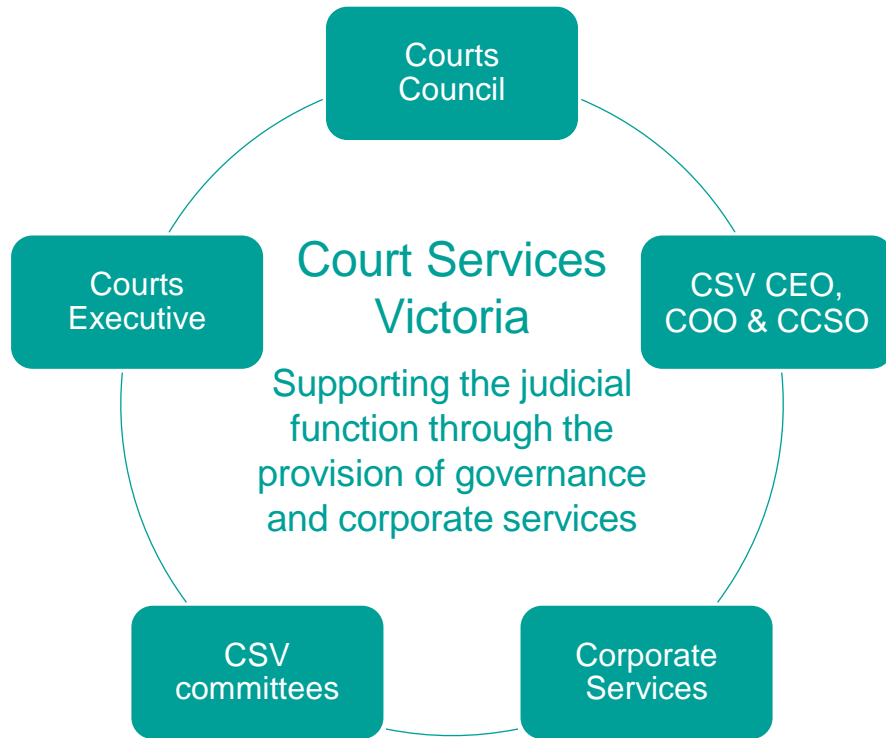 Courts
Council
Courts
Executive
Court Services
Victoria
CSV CEO,
COO & CCSO
Supporting the judicial
function through the
provision of governance
and corporate services
CSV
committees
Corporate
Services